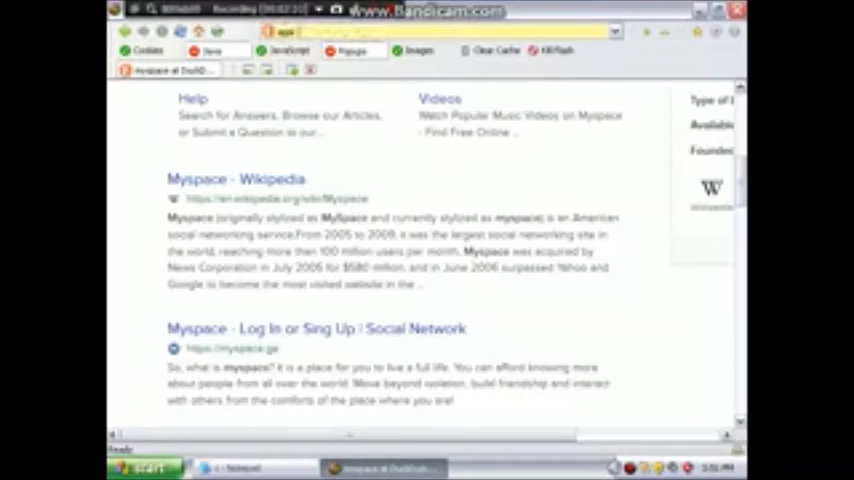 Recording [00:02:20]
www.Bandicam.com
Cookies Java JavaScript Popups Images Clear Cache Kill Flash
myspace at DuckD...
Help
Search for Answers, Browse our Articles,
or Submit a Question to our...
Videos
Watch Popular Music Videos on Myspace
- Find Free Online ...
Type of
Available
Founded
W
Wikipedia
Myspace - Wikipedia
W https://en.wikipedia.org/wiki/Myspace
Myspace (originally stylized as MySpace and currently stylized as myspace) is an American
social networking service.From 2005 to 2009, it was the largest social networking site in
the world, reaching more than 100 million users per month. Myspace was acquired by
News Corporation in July 2005 for $580 million, and in June 2006 surpassed Yahoo and
Google to become the most visited website in the ...
Myspace - Log In or Sing Up | Social Network
https://myspace.ge
So, what is myspace? It is a place for you to live a full life. You can afford knowing more
about people from all over the world. Move beyond isolation, build friendship and interact
with others from the comforts of the place where you are!
Ready
start
- Notepad
myspace at DuckDuck...
PM